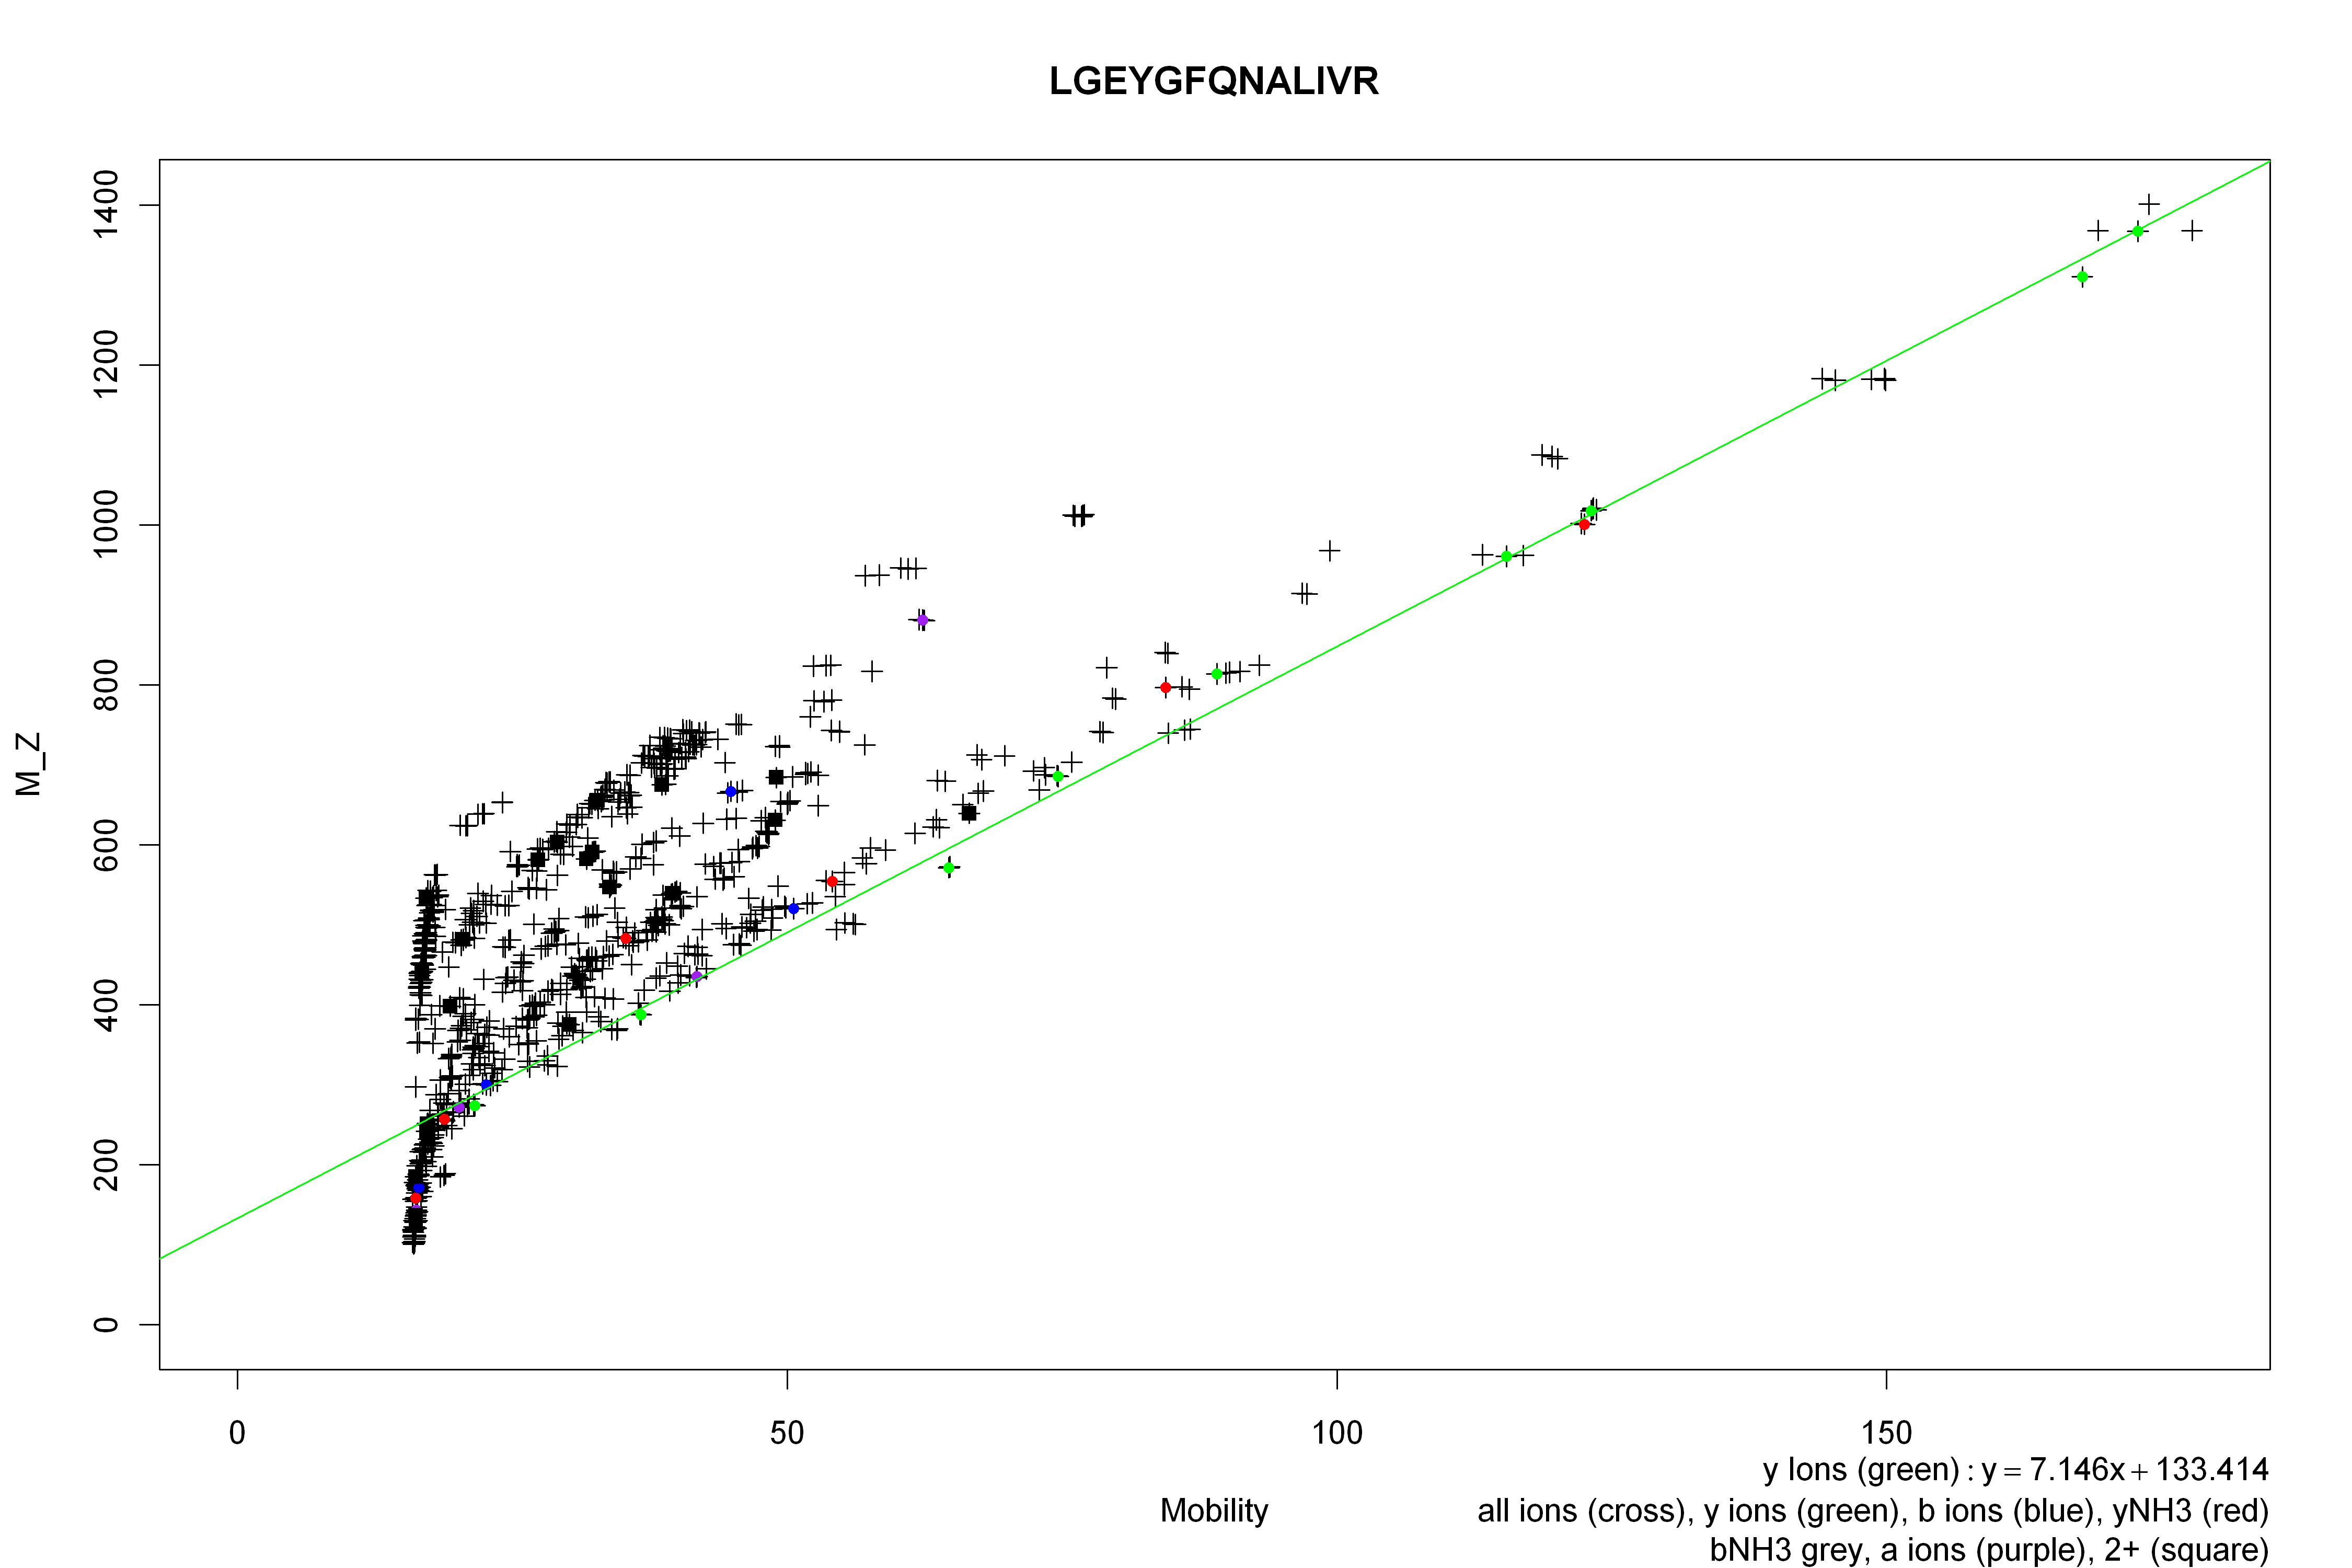 LGEYGFQNALIVR
1400
1200
1000
800
600
400
200
0
M_Z
0 50 100 150
y Ions (green) : y = 7.146x + 133.414
Mobility
all ions (cross), y ions (green), b ions (blue), yNH3 (red)
bNH3 grey, a ions (purple), 2+ (square)